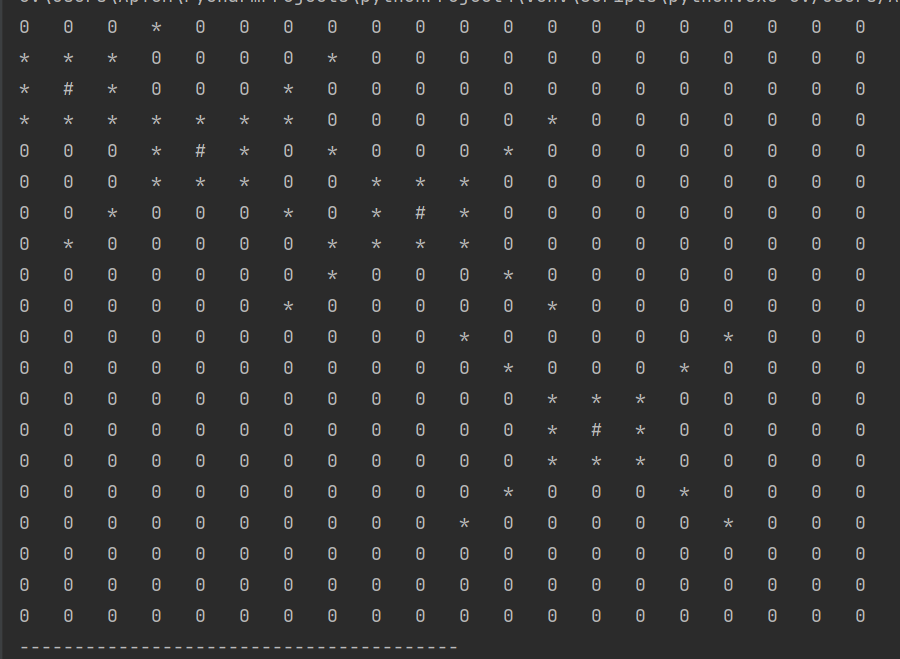 0 0 0 * 0 0 0 0 0 0 0 0 0 0 0 0 0 0 0 0
* * * 0 0 0 0 * 0 0 0 0 0 0 0 0 0 0 0 0
* # * 0 0 0 * 0 0 0 0 0 0 0 0 0 0 0 0 0
* * * * * * * 0 0 0 0 0 * 0 0 0 0 0 0 0
0 0 0 * # * 0 * 0 0 0 * 0 0 0 0 0 0 0 0
0 0 0 * * * 0 0 * * * 0 0 0 0 0 0 0 0 0
0 0 * 0 0 0 * 0 * # * 0 0 0 0 0 0 0 0 0
0 * 0 0 0 0 0 * * * * 0 0 0 0 0 0 0 0 0
0 0 0 0 0 0 0 * 0 0 0 * 0 0 0 0 0 0 0 0
0 0 0 0 0 0 * 0 0 0 0 0 * 0 0 0 0 0 0 0
0 0 0 0 0 0 0 0 0 0 * 0 0 0 0 0 * 0 0 0
0 0 0 0 0 0 0 0 0 0 0 * 0 0 0 * 0 0 0 0
0 0 0 0 0 0 0 0 0 0 0 0 * * * 0 0 0 0 0
0 0 0 0 0 0 0 0 0 0 0 0 * # * 0 0 0 0 0
0 0 0 0 0 0 0 0 0 0 0 0 * * * 0 0 0 0 0
0 0 0 0 0 0 0 0 0 0 0 * 0 0 0 * 0 0 0 0
0 0 0 0 0 0 0 0 0 0 * 0 0 0 0 0 * 0 0 0
0 0 0 0 0 0 0 0 0 0 0 0 0 0 0 0 0 0 0 0
0 0 0 0 0 0 0 0 0 0 0 0 0 0 0 0 0 0 0 0
0 0 0 0 0 0 0 0 0 0 0 0 0 0 0 0 0 0 0 0
----------------------------------------